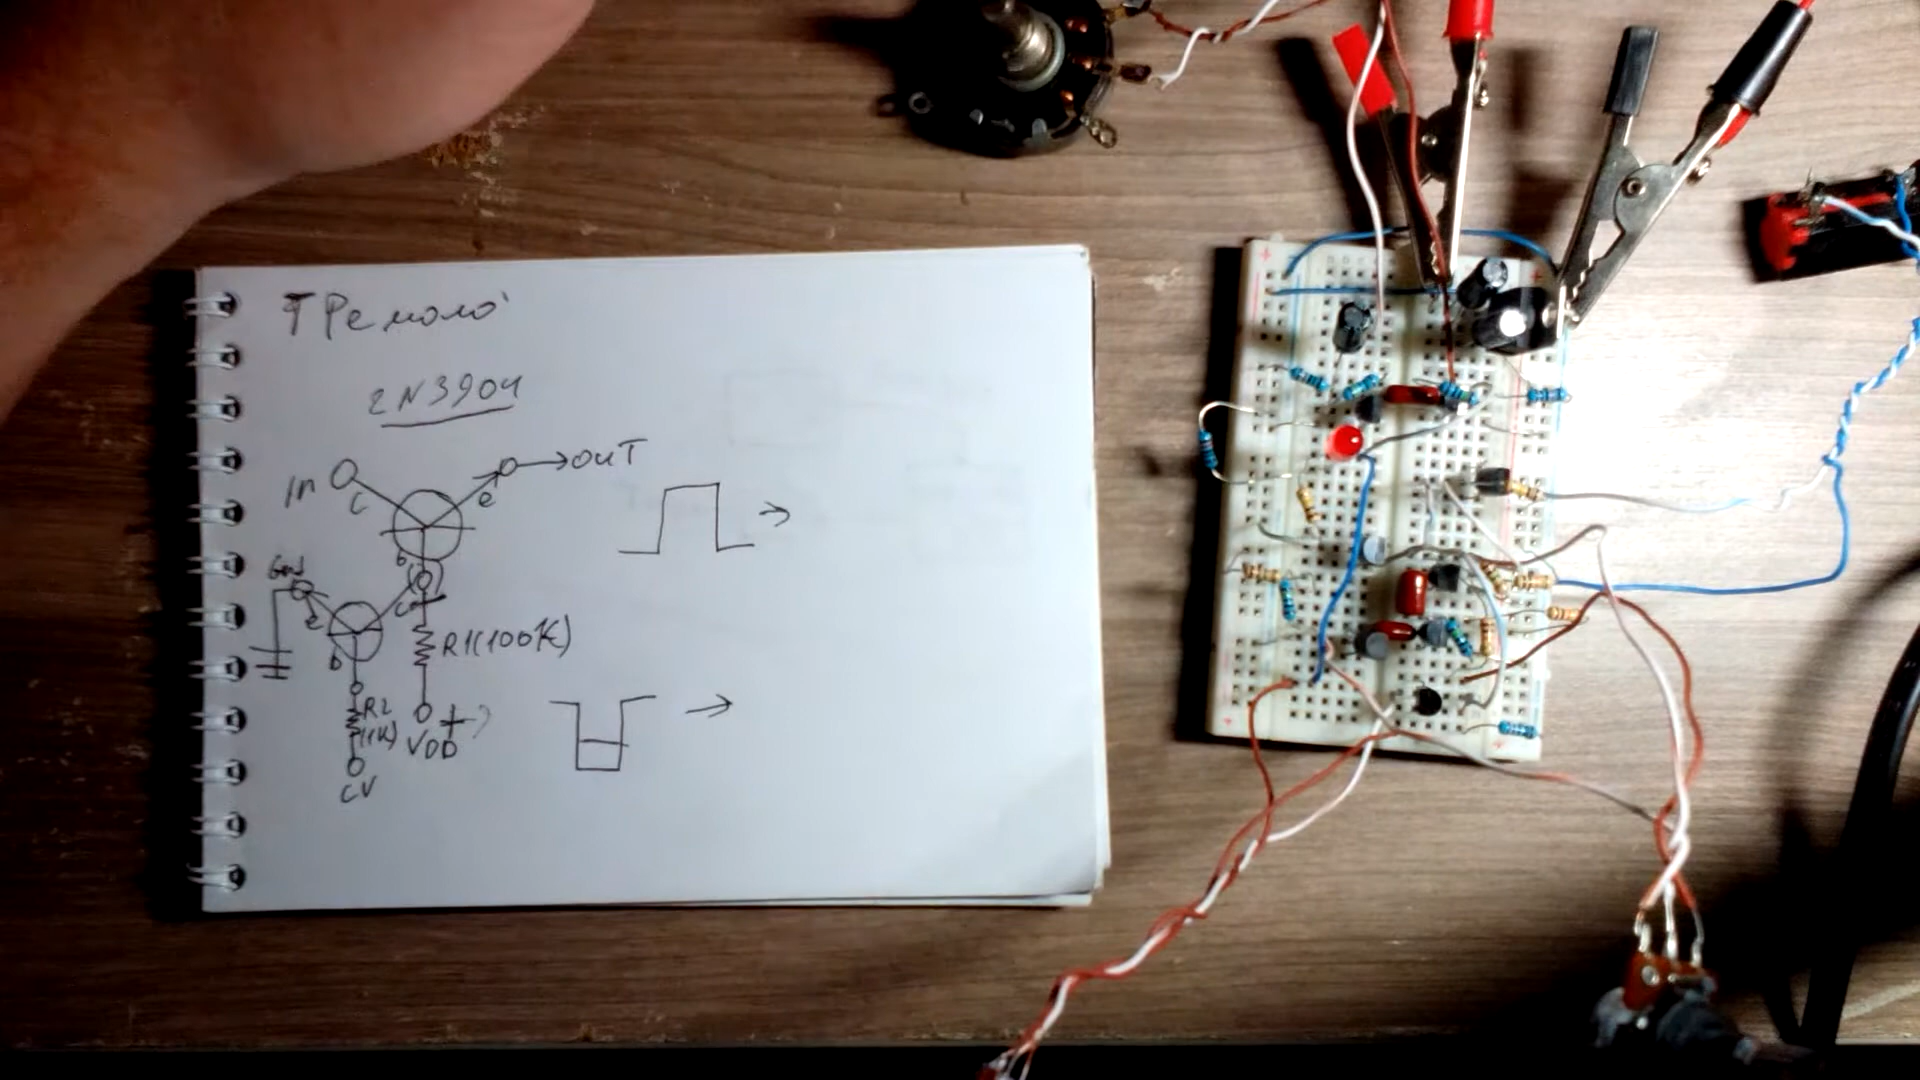 Тремоло
2N3904
In
c
e
OUT
b
Gnd
c
e
b
R1(100K)
R2
(1K)
+
VDD
CV